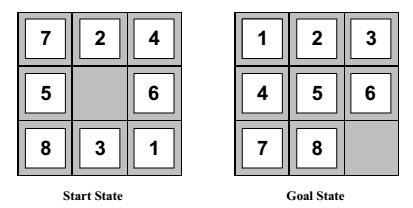 7 2 4
5 6
8 3 1
Start State
1 2 3
4 5 6
7 8
Goal State